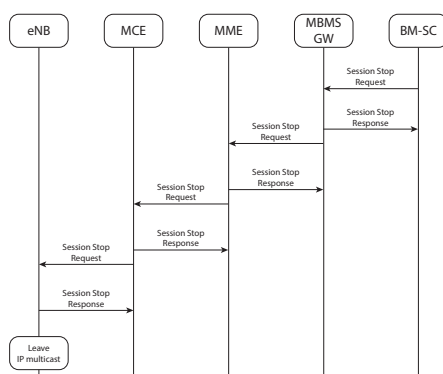 eNB
MCE
MME
MBMS
GW
BM-SC
Session Stop
Request
Session Stop
Response
Session Stop
Request
Session Stop
Response
Session Stop
Request
Session Stop
Response
Session Stop
Request
Session Stop
Response
Leave
IP multicast